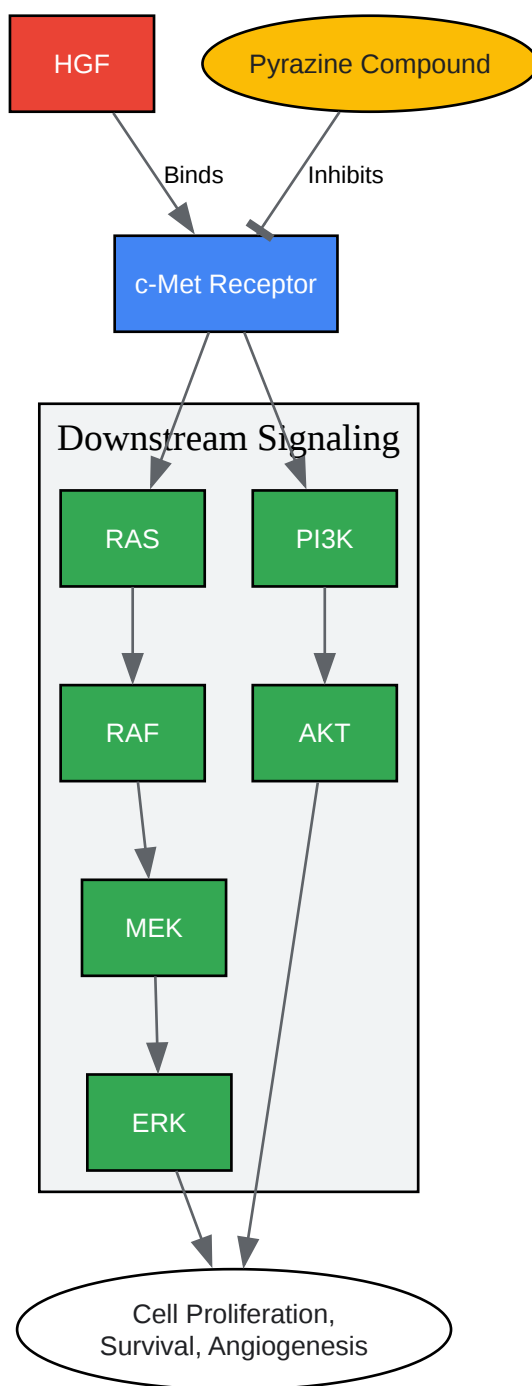 HGF
Pyrazine Compound
Binds
Inhibits
c-Met Receptor
Downstream Signaling
RAS
PI3K
RAF
AKT
MEK
ERK
Cell Proliferation,
Survival, Angiogenesis